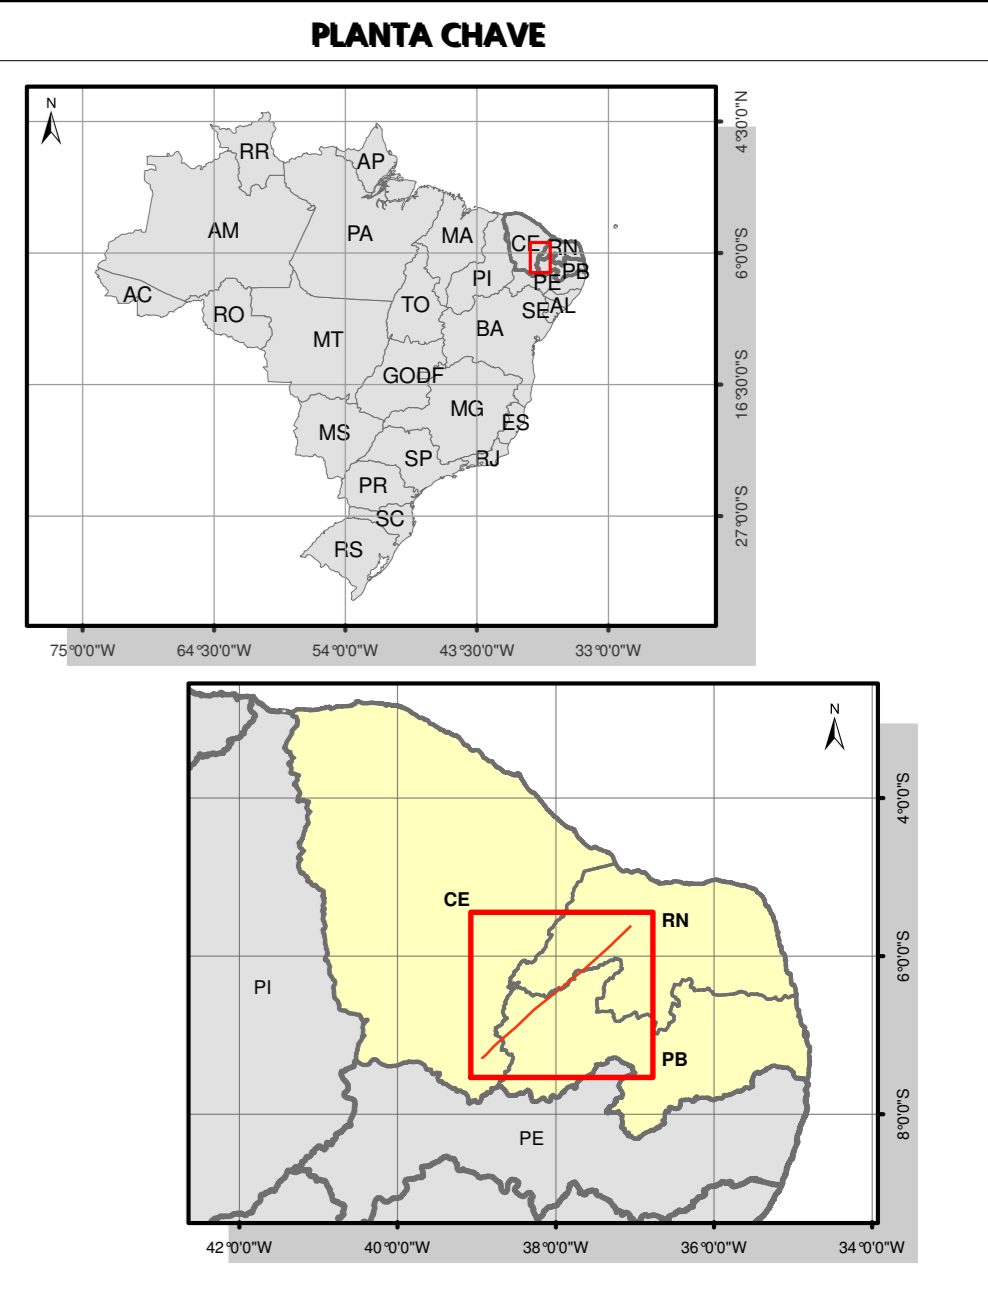 PLANTA CHAVE
N
4°30'0"N
RR
AP
AM
PA
MA
CE
RN
6°0'0"S
PI
PB
PE
AC
TO
SE
AL
RO
BA
MT
16°30'0"S
GO
DF
MG
ES
MS
SP
RJ
PR
27°0'0"S
SC
RS
75°0'0"W
64°30'0"W
54°0'0"W
43°30'0"W
33°0'0"W
N
4°0'0"S
CE
RN
6°0'0"S
PI
PB
8°0'0"S
PE
42°0'0"W
40°0'0"W
38°0'0"W
36°0'0"W
34°0'0"W